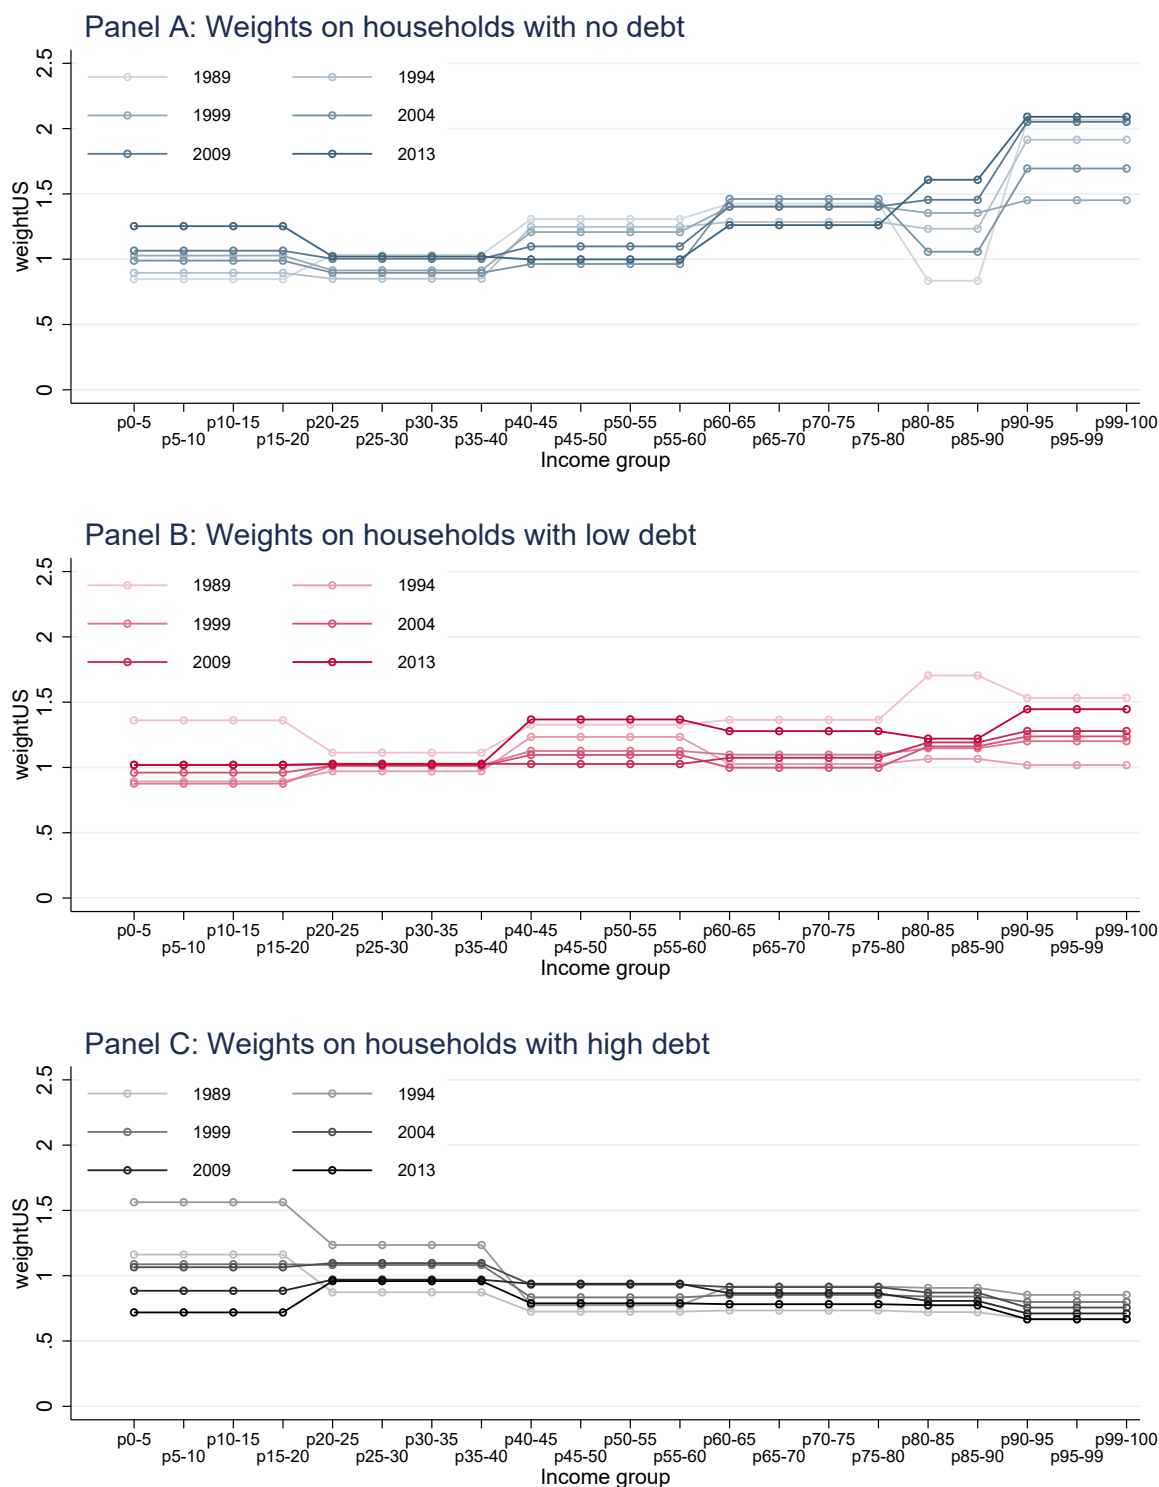 Panel A: Weights on households with no debt
2.5
2
1.5
1
.5
0
weightUS
1989 1994
1999 2004
2009 2013
p0-5 p10-15 p20-25 p30-35 p40-45 p50-55 p60-65 p70-75 p80-85 p90-95 p99-100
p5-10 p15-20 p25-30 p35-40 p45-50 p55-60 p65-70 p75-80 p85-90 p95-99
Income group
Panel B: Weights on households with low debt
2.5
2
1.5
1
.5
0
weightUS
1989 1994
1999 2004
2009 2013
p0-5 p10-15 p20-25 p30-35 p40-45 p50-55 p60-65 p70-75 p80-85 p90-95 p99-100
p5-10 p15-20 p25-30 p35-40 p45-50 p55-60 p65-70 p75-80 p85-90 p95-99
Income group
Panel C: Weights on households with high debt
2.5
2
1.5
1
.5
0
weightUS
1989 1994
1999 2004
2009 2013
p0-5 p10-15 p20-25 p30-35 p40-45 p50-55 p60-65 p70-75 p80-85 p90-95 p99-100
p5-10 p15-20 p25-30 p35-40 p45-50 p55-60 p65-70 p75-80 p85-90 p95-99
Income group